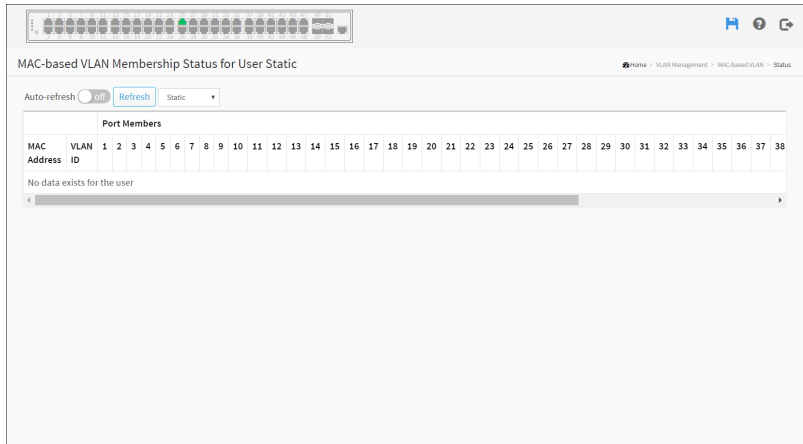 MAC-based VLAN Membership Status for User Static
Home > VLAN Management > MAC-based VLAN > Status
Auto-refresh off Refresh Static
Port Members
MAC Address VLAN ID 1 2 3 4 5 6 7 8 9 10 11 12 13 14 15 16 17 18 19 20 21 22 23 24 25 26 27 28 29 30 31 32 33 34 35 36 37 38
No data exists for the user